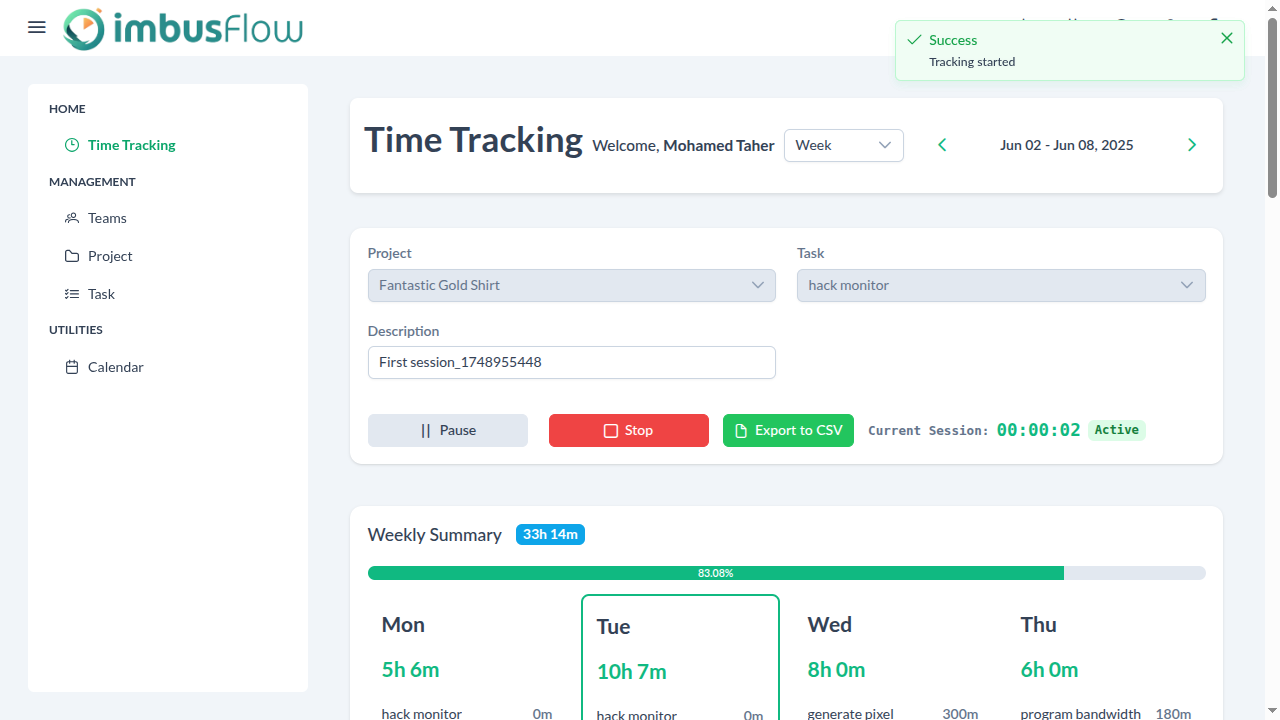 imbusFlow
Success
Tracking started
HOME
Time Tracking
MANAGEMENT
Teams
Project
Task
UTILITIES
Calendar
Time Tracking
Welcome, Mohamed Taher
Week
Jun 02 - Jun 08, 2025
Project
Task
Fantastic Gold Shirt
hack monitor
Description
First session_1748955448
Pause
Stop
Export to CSV
Current Session: 00:00:02 Active
Weekly Summary 33h 14m
83.08%
Mon
Tue
Wed
Thu
5h 6m
10h 7m
8h 0m
6h 0m
hack monitor 0m
hack monitor 0m
generate pixel 300m
program bandwidth 180m